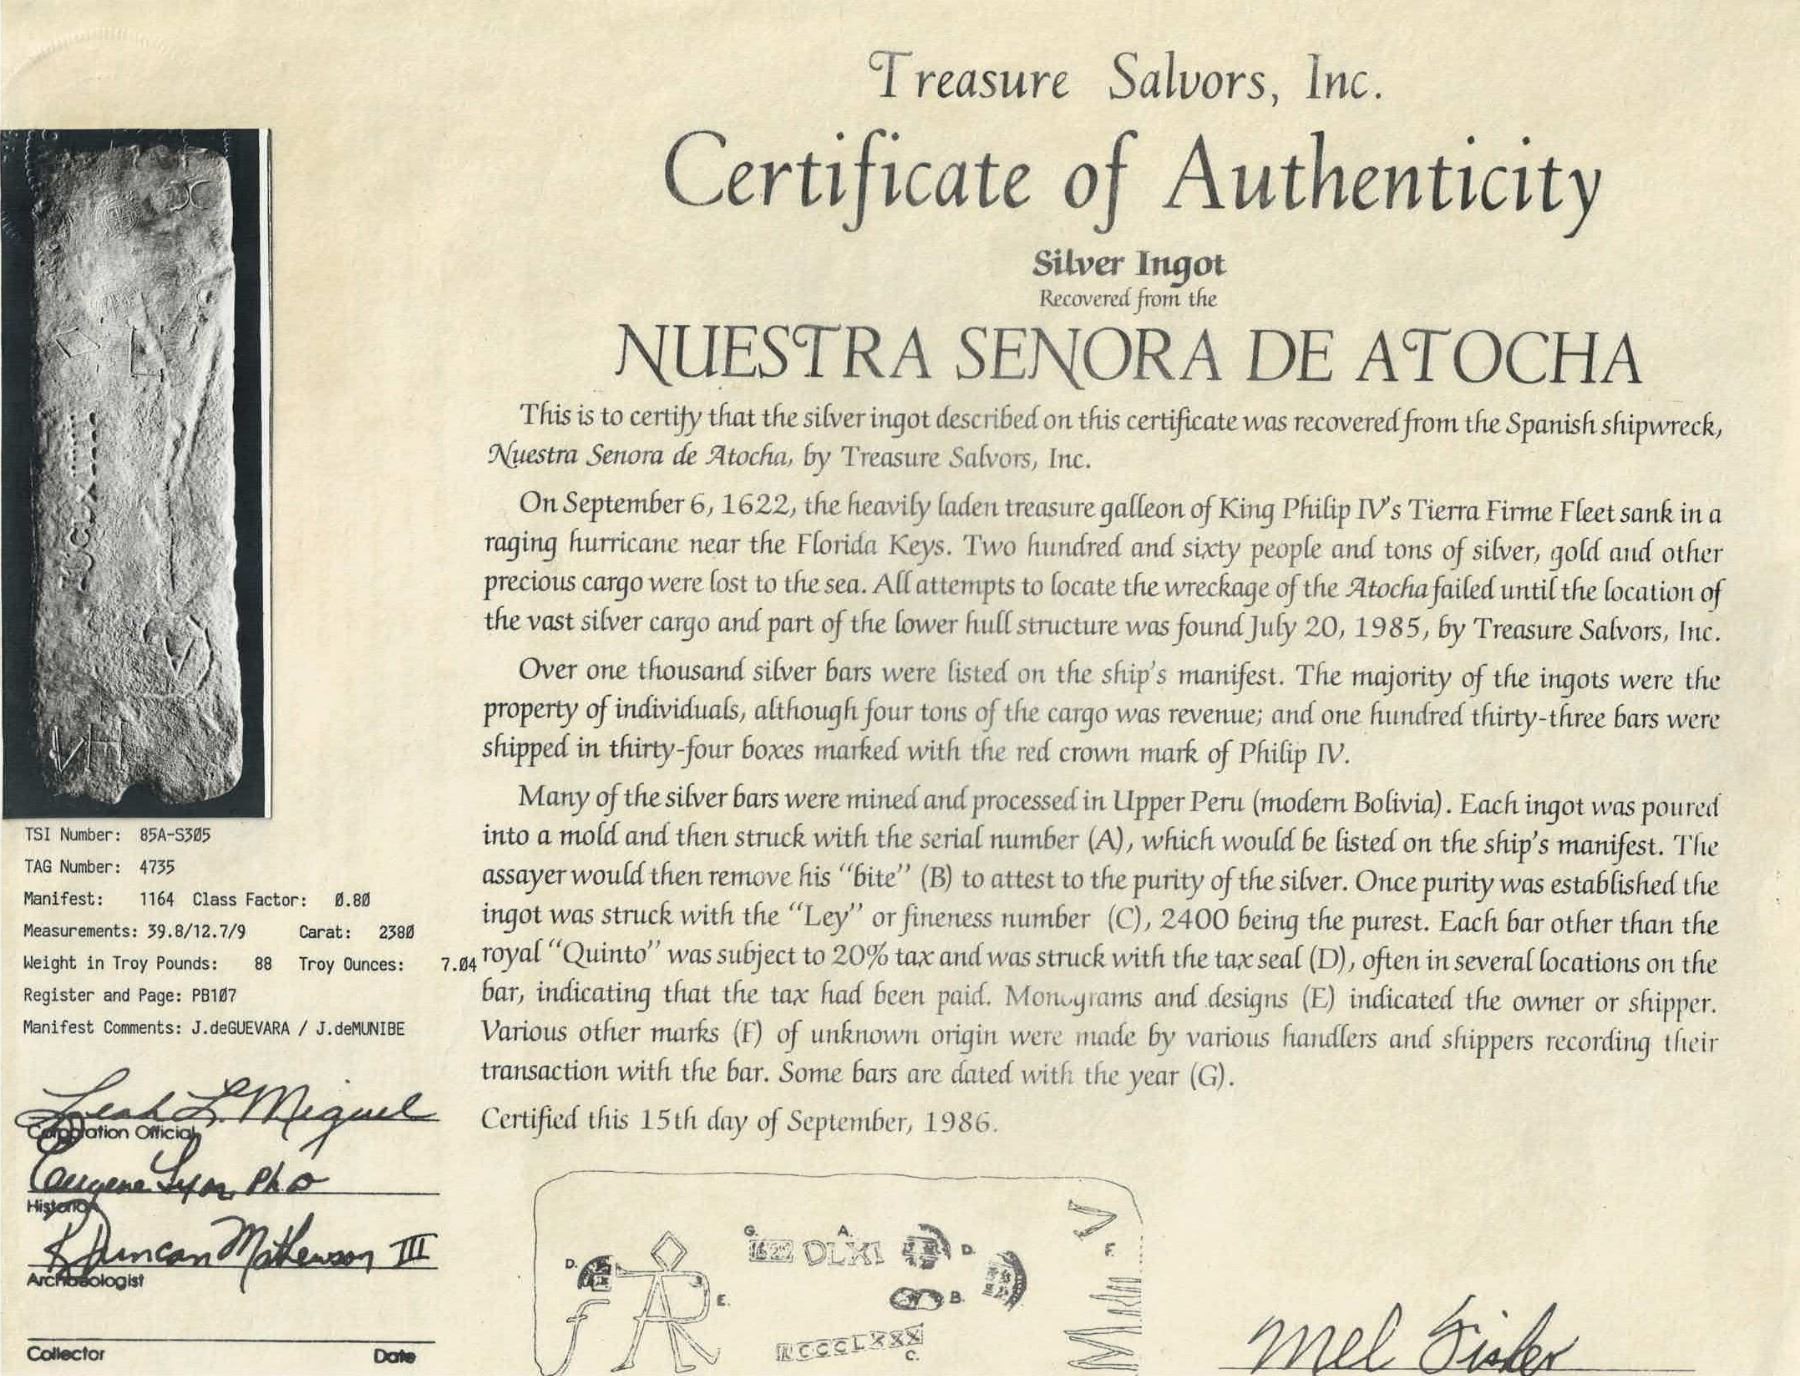 Treasure Salvors, Inc.
Certificate of Authenticity
Silver Ingot
Recovered from the
NUESTRA SENORA DE ATOCHA
This is to certify that the silver ingot described on this certificate was recovered from the Spanish shipwreck,
Nuestra Senora de Atocha, by Treasure Salvors, Inc.
On September 6, 1622, the heavily laden treasure galleon of King Philip IV's Tierra Firme Fleet sank in a
raging hurricane near the Florida Keys. Two hundred and sixty people and tons of silver, gold and other
precious cargo were lost to the sea. All attempts to locate the wreckage of the Atocha failed until the location of
the vast silver cargo and part of the lower hull structure was found July 20, 1985, by Treasure Salvors, Inc.
Over one thousand silver bars were listed on the ship's manifest. The majority of the ingots were the
property of individuals, although four tons of the cargo was revenue; and one hundred thirty-three bars were
shipped in thirty-four boxes marked with the red crown mark of Philip IV.
Many of the silver bars were mined and processed in Upper Peru (modern Bolivia). Each ingot was poured
into a mold and then struck with the serial number (A), which would be listed on the ship's manifest. The
assayer would then remove his "bite" (B) to attest to the purity of the silver. Once purity was established the
ingot was struck with the "Ley" or fineness number (C), 2400 being the purest. Each bar other than the
royal "Quinto" was subject to 20% tax and was struck with the tax seal (D), often in several locations on the
bar, indicating that the tax had been paid. Monograms and designs (E) indicated the owner or shipper.
Various other marks (F) of unknown origin were made by various handlers and shippers recording their
transaction with the bar. Some bars are dated with the year (G).
Certified this 15th day of September, 1986.
TSI Number: 85A-S305
TAG Number: 4735
Manifest: 1164 Class Factor: 0.80
Measurements: 39.8/12.7/9 Carat: 2380
Weight in Troy Pounds: 88 Troy Ounces: 7.04
Register and Page: PB107
Manifest Comments: J.deGUEVARA / J.deMUNIBE
Leah L. Miguel
Corporation Official
Eugene Lyon PhD
Historian
R Duncan Mathewson III
Archaeologist
Collector Date
G. A.
1622 DLXI D.
D.
E. B. F.
C.
Mel Fisher